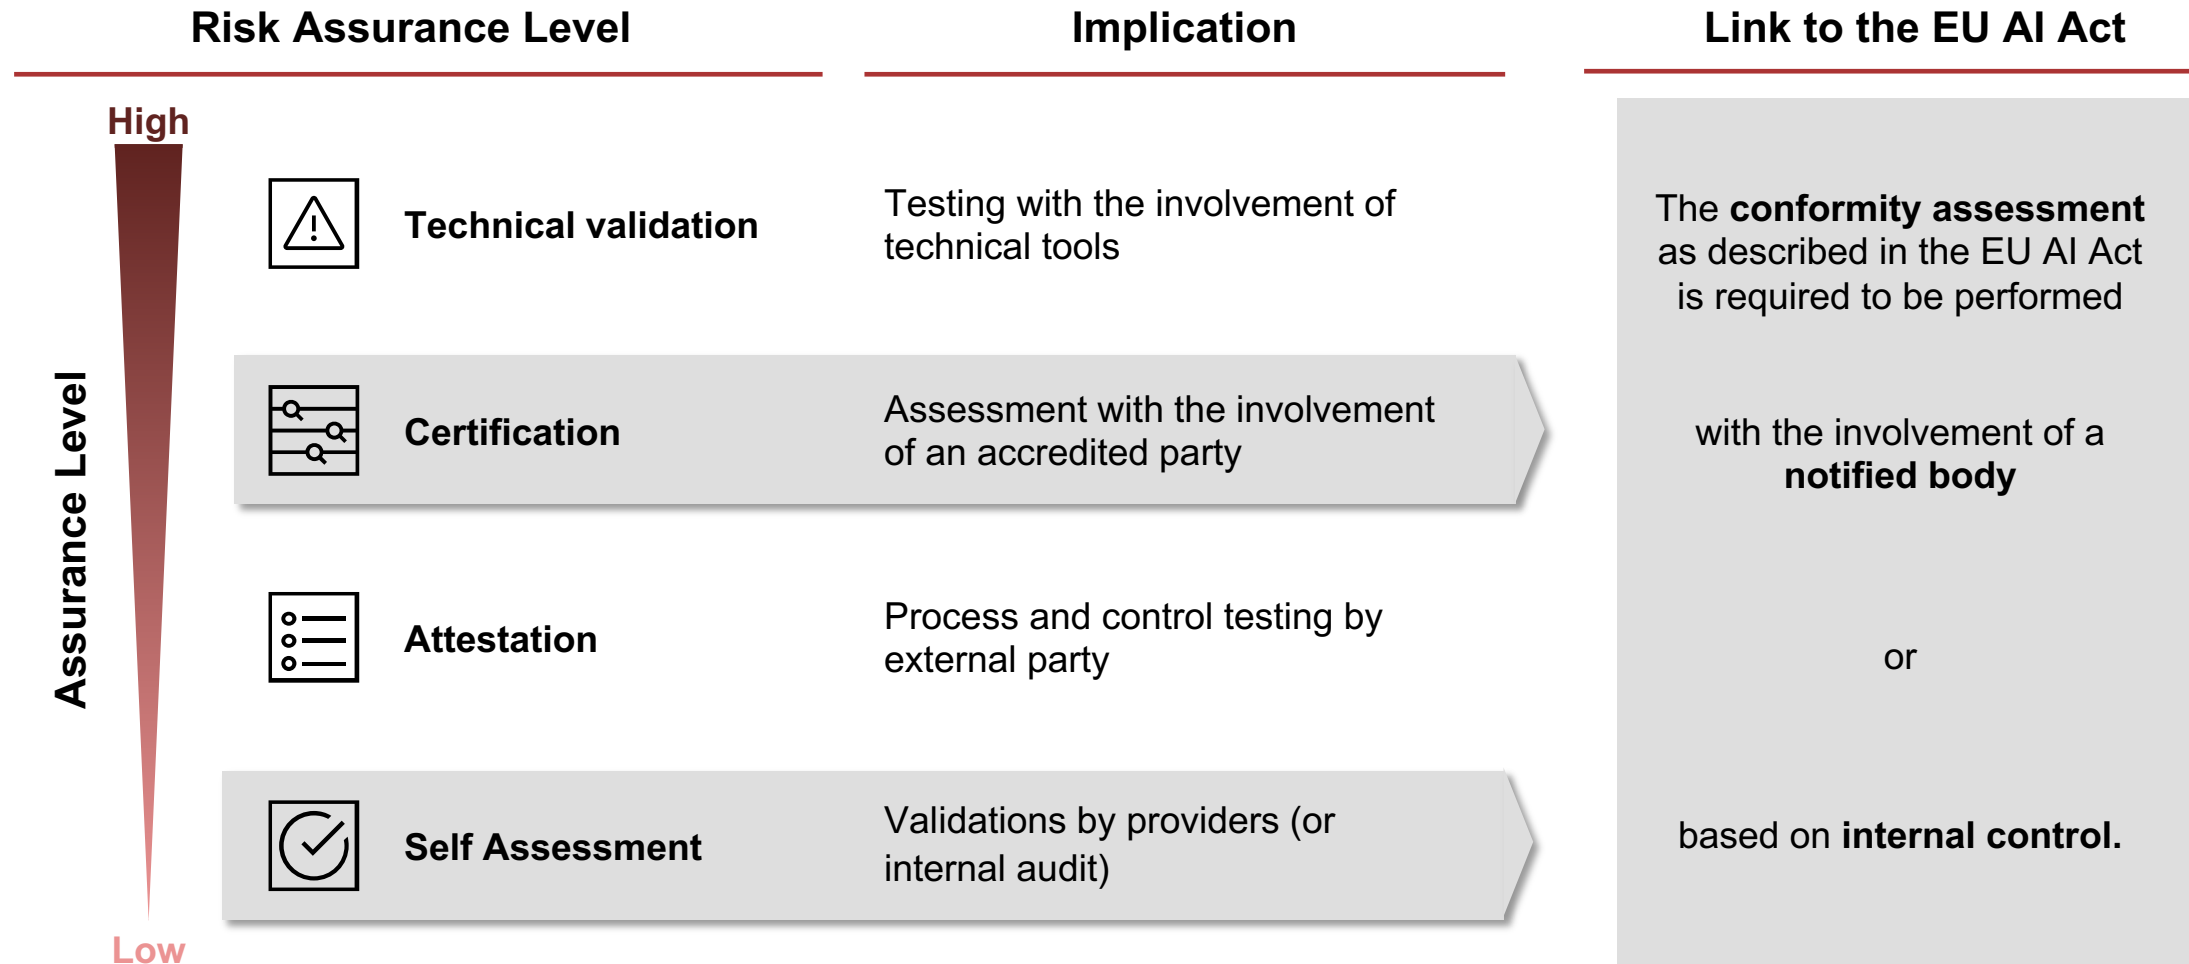 Risk Assurance Level
Implication
Link to the EU AI Act
High
Assurance Level
Low
Technical validation
Testing with the involvement of
technical tools
Certification
Assessment with the involvement
of an accredited party
Attestation
Process and control testing by
external party
Self Assessment
Validations by providers (or
internal audit)
The conformity assessment
as described in the EU AI Act
is required to be performed
with the involvement of a
notified body
or
based on internal control.